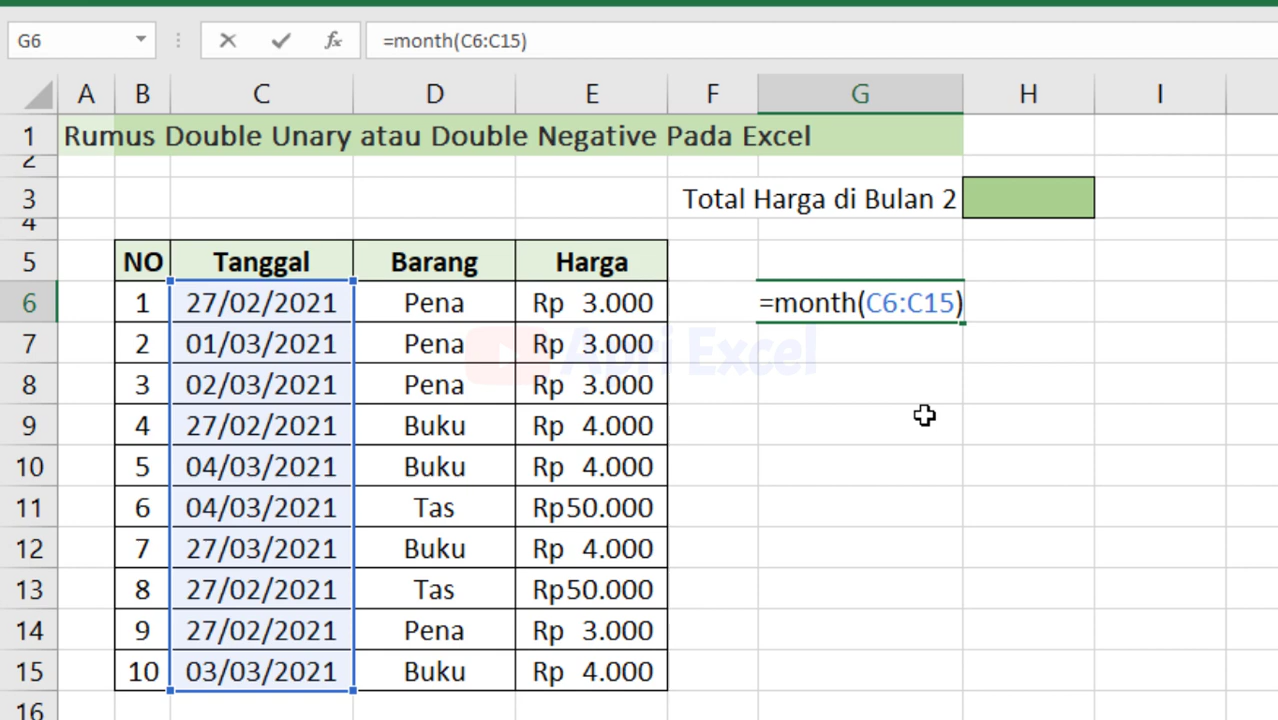 G6 fx =month(C6:C15)
A B C D E F G H I
1 Rumus Double Unary atau Double Negative Pada Excel
2
3 Total Harga di Bulan 2
4
5 NO Tanggal Barang Harga
6 1 27/02/2021 Pena Rp 3.000 =month(C6:C15)
7 2 01/03/2021 Pena Rp 3.000
Apri Excel
8 3 02/03/2021 Pena Rp 3.000
9 4 27/02/2021 Buku Rp 4.000
10 5 04/03/2021 Buku Rp 4.000
11 6 04/03/2021 Tas Rp50.000
12 7 27/03/2021 Buku Rp 4.000
13 8 27/02/2021 Tas Rp50.000
14 9 27/02/2021 Pena Rp 3.000
15 10 03/03/2021 Buku Rp 4.000
16